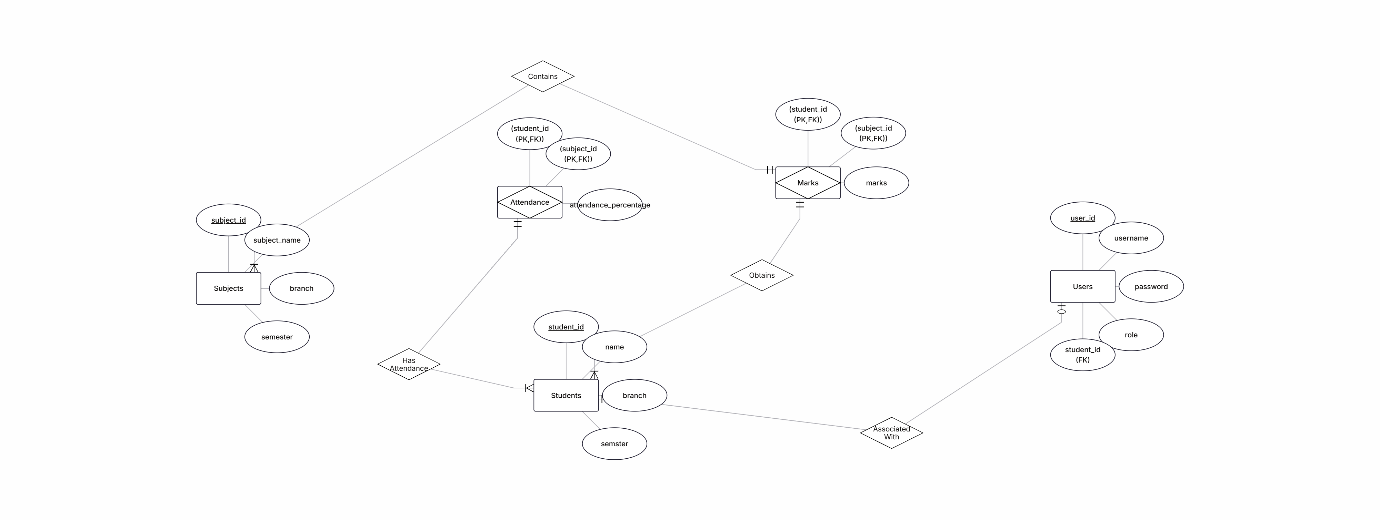 Contains
(student_id
(PK,FK))
(subject_id
(PK,FK))
Attendance
attendance_percentage
(student_id
(PK,FK))
(subject_id
(PK,FK))
Marks
marks
subject_id
subject_name
Subjects
branch
semester
user_id
username
Users
password
role
student_id
(FK)
Obtains
student_id
name
Has
Attendance
Students
branch
semster
Associated
With